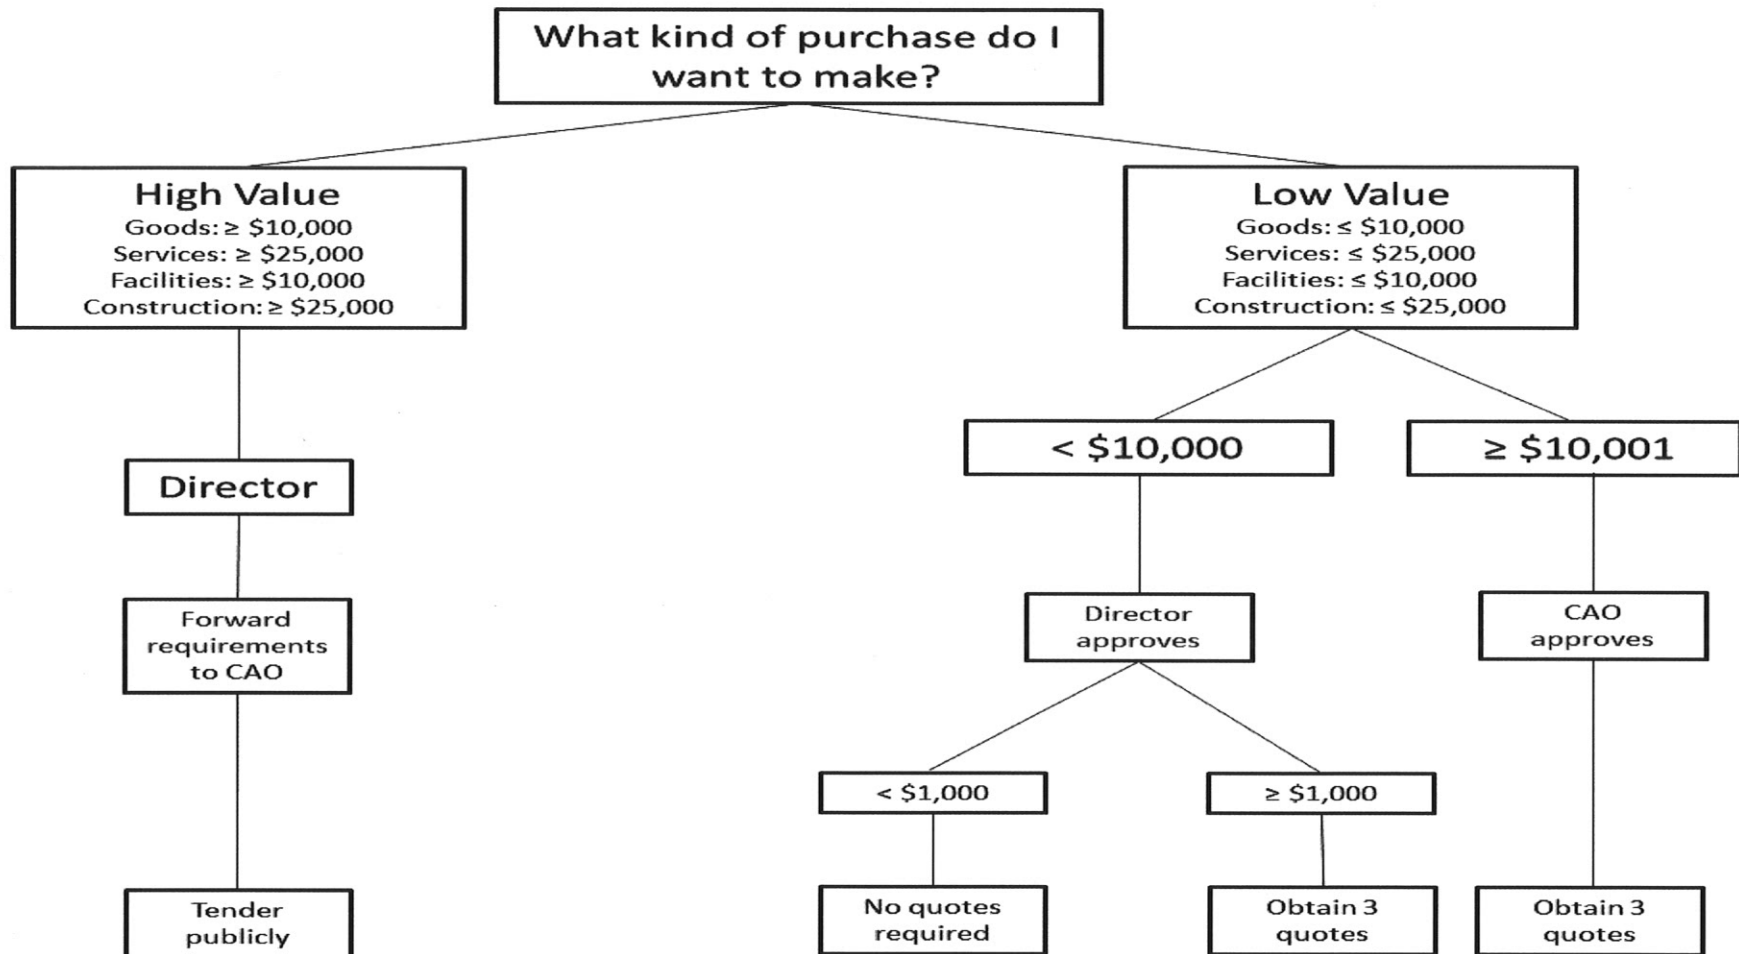 What kind of purchase do I
want to make?
High Value
Goods: ≥ $10,000
Services: ≥ $25,000
Facilities: ≥ $10,000
Construction: ≥ $25,000
Low Value
Goods: ≤ $10,000
Services: ≤ $25,000
Facilities: ≤ $10,000
Construction: ≤ $25,000
< $10,000
≥ $10,001
Director
Forward
requirements
to CAO
Director
approves
CAO
approves
< $1,000
≥ $1,000
Tender
publicly
No quotes
required
Obtain 3
quotes
Obtain 3
quotes